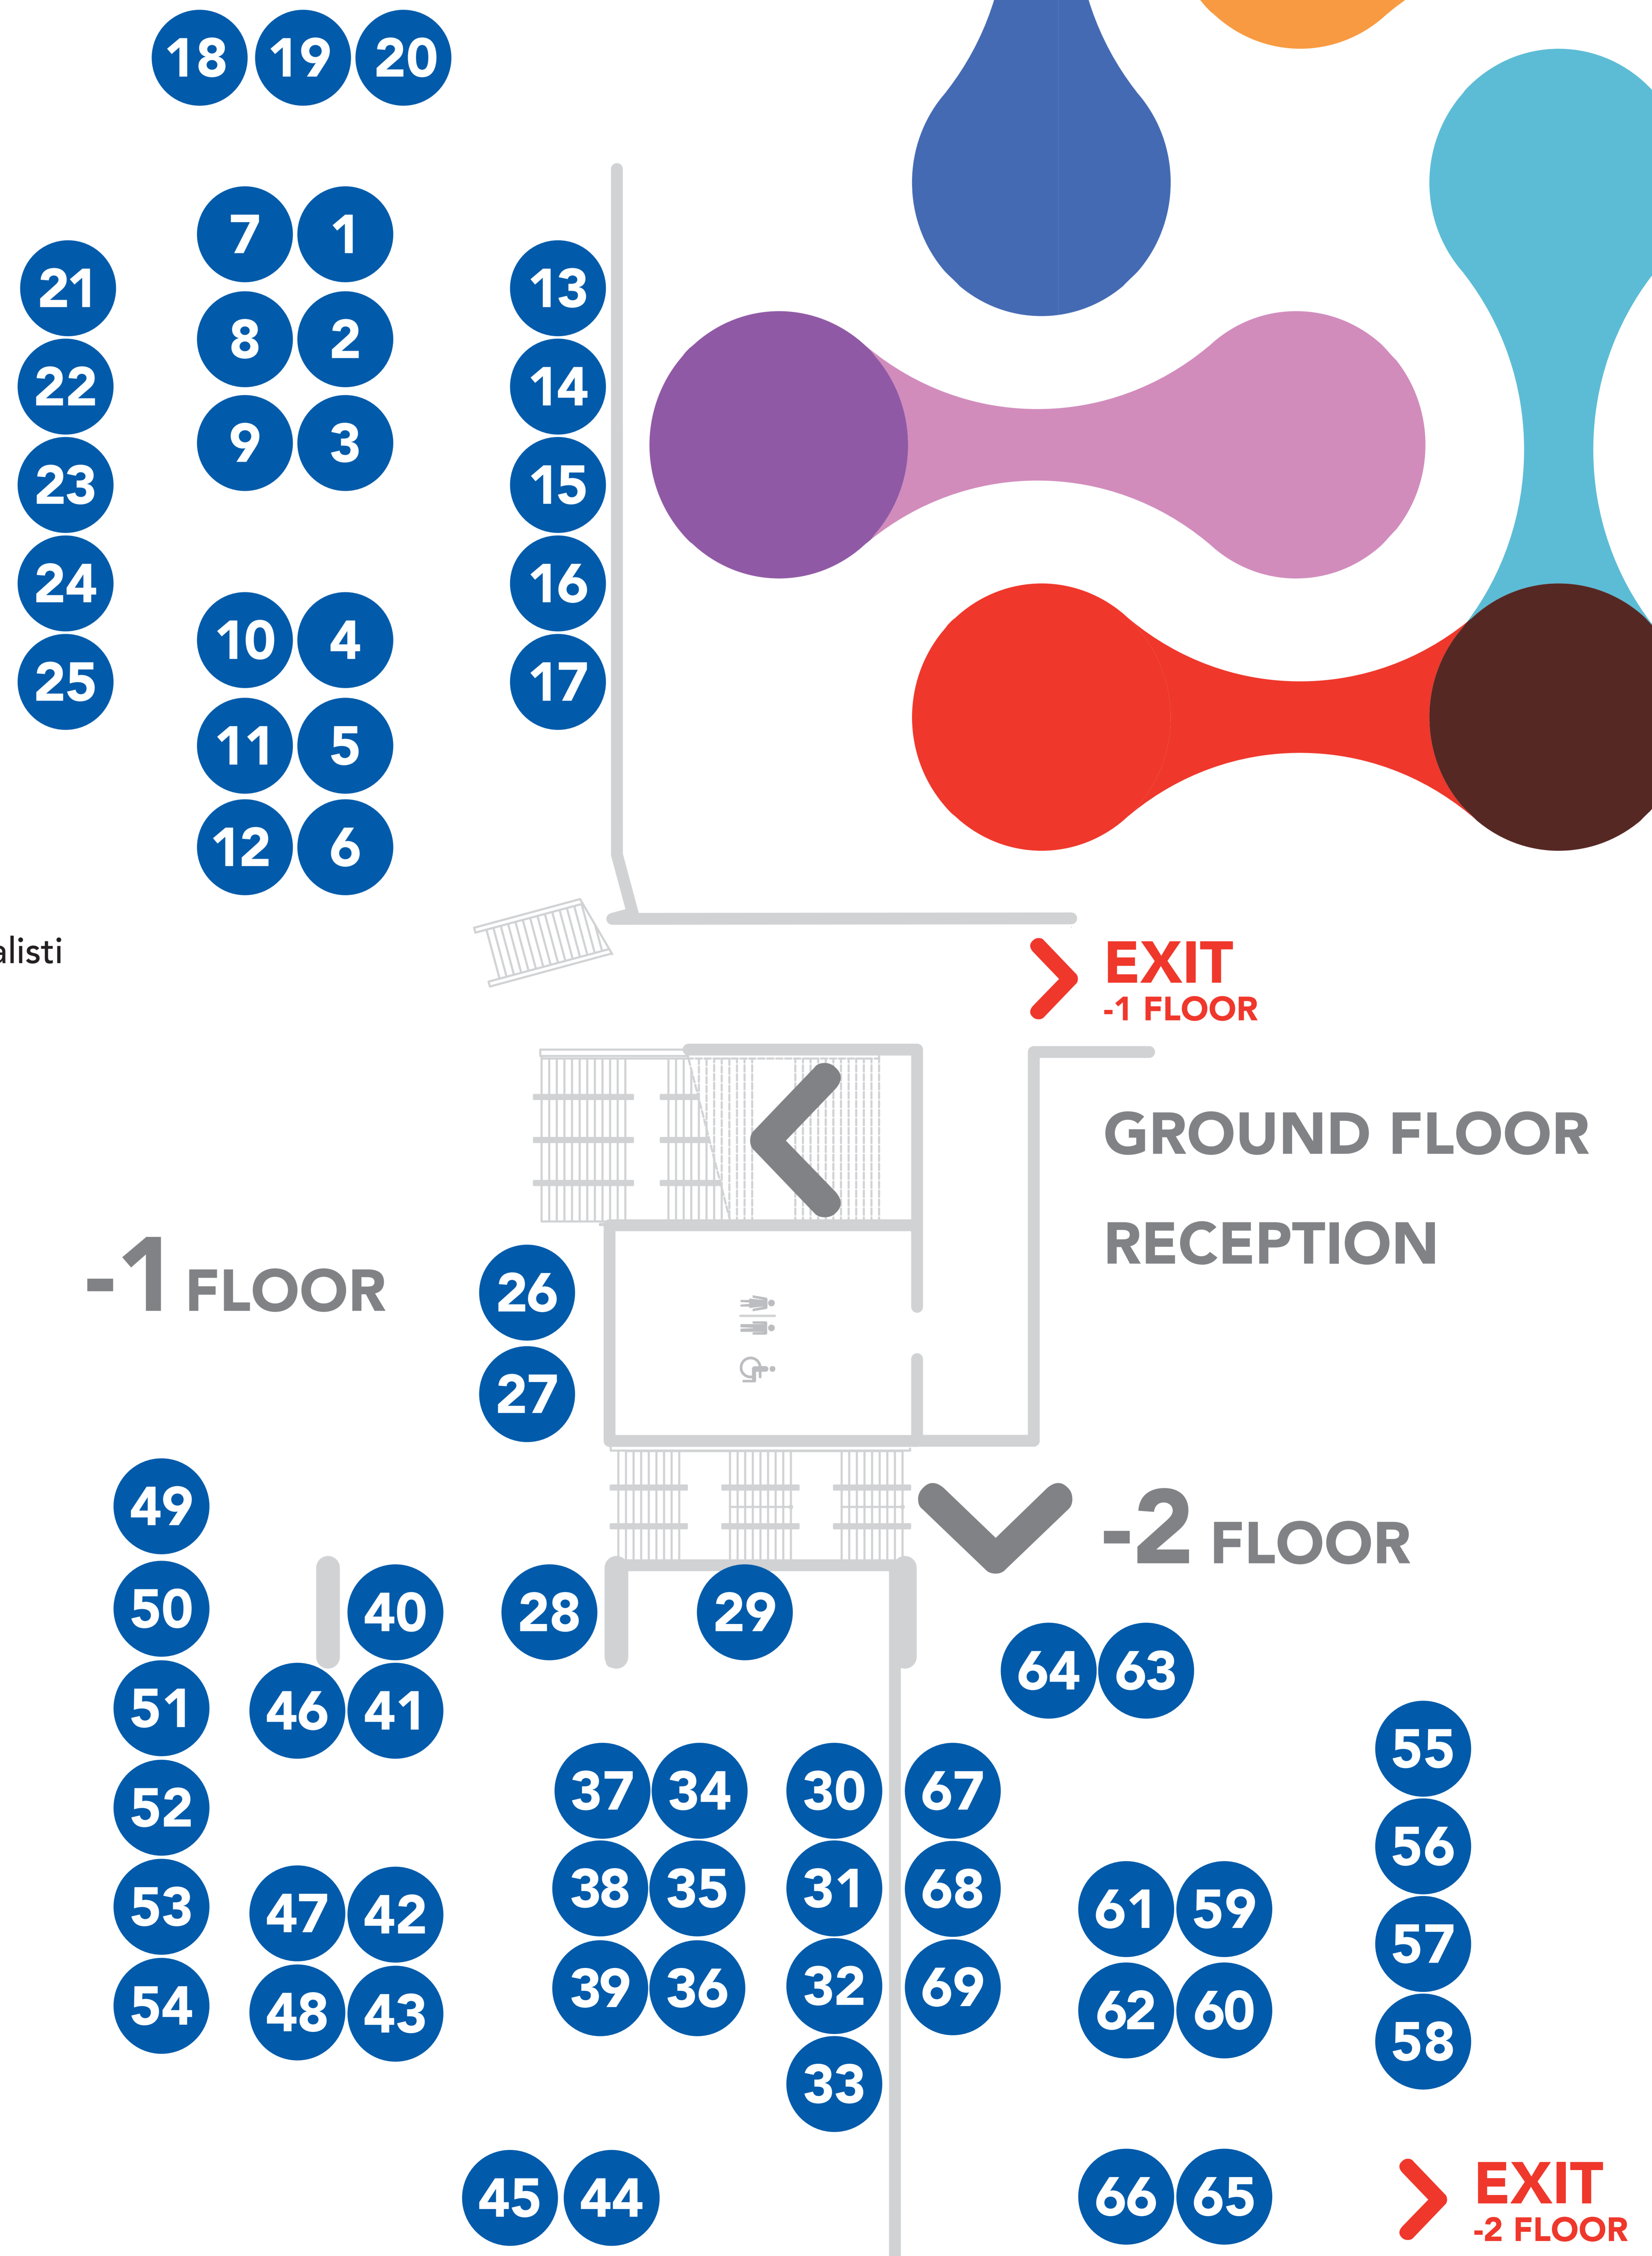 18 19 20
7 1
21 13
8 2
22 14
9 3
23 15
24 16
10 4
25 17
11 5
12 6
alisti
EXIT
-1 FLOOR
GROUND FLOOR
RECEPTION
-1 FLOOR
26
27
49
-2 FLOOR
50 40 28 29
64 63
51 46 41
55
37 34 30 67
52
56
38 35 31 68
53 47 42
61 59
57
39 36 32 69
54 48 43
62 60
58
33
45 44 66 65
EXIT
-2 FLOOR